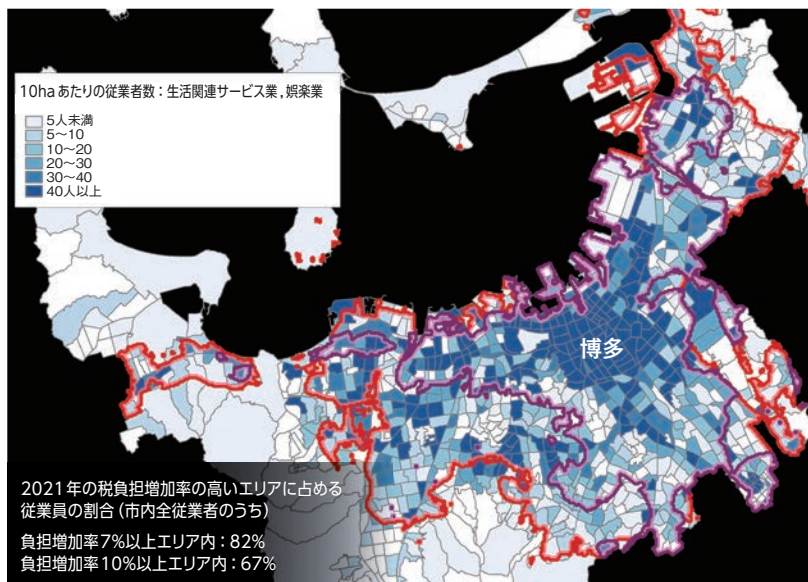 10haあたりの従業者数：生活関連サービス業，娯楽業
5人未満
5～10
10～20
20～30
30～40
40人以上
博多
2021年の税負担増加率の高いエリアに占める
従業員の割合（市内全従業者のうち）
負担増加率7%以上エリア内：82%
負担増加率10%以上エリア内：67%